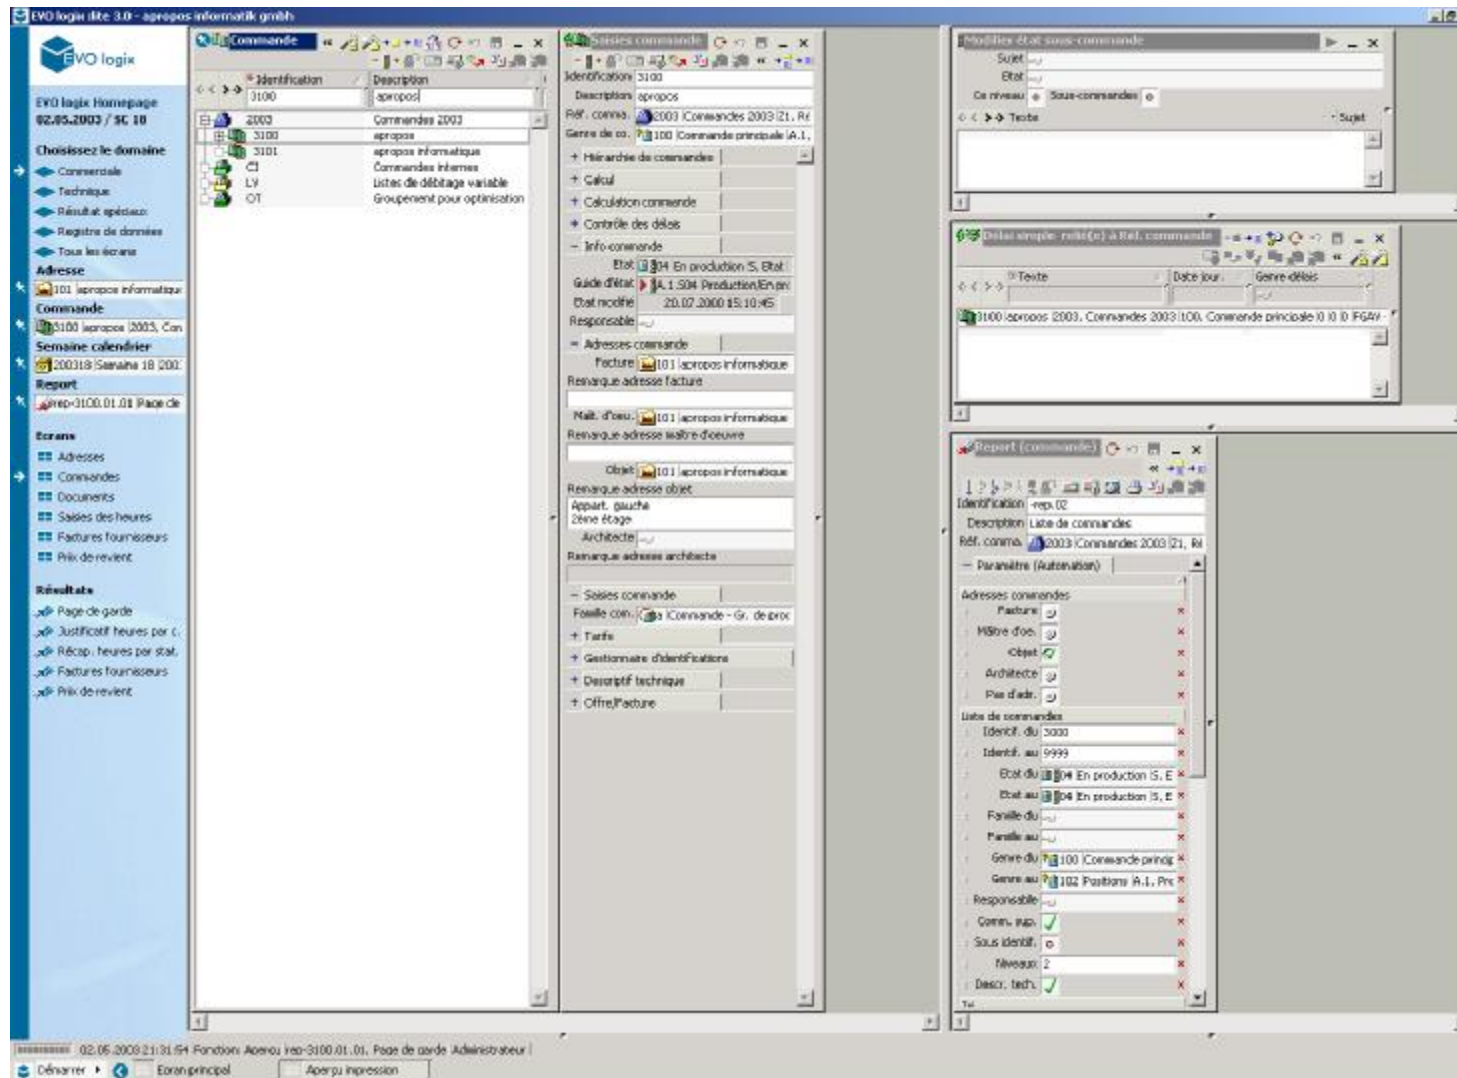 EVO logix élite 3.0 - apropos informatik gmbh
EVO logix
EVO logix Homepage
02.05.2003 / SC 18
Choisissez le domaine
Commerciale
Technique
Résultat spéciaux
Registre de données
Tous les écrans
Adresse
101 |apropos informatique
Commande
3100 |apropos |2003, Con
Semaine calendrier
200318 |Semaine 18 |200
Report
rep-3100.01.01 |Page de
Ecrans
Adresses
Commandes
Documents
Saisies des heures
Factures fournisseurs
Prix de revient
Résultats
Page de garde
Justificatif heures par c.
Récap. heures par stat.
Factures fournisseurs
Prix de revient
Commande
Identification
Description
3100
apropos
2003
Commandes 2003
3100
apropos
3101
apropos informatique
CI
Commandes internes
LV
Listes de débitage variable
OT
Groupement pour optimisation
Saisies commande
Identification 3100
Description apropos
Réf. comma. 2003 |Commandes 2003 |21, Ré
Genre de co. 100 |Commande principale |A.1,
+ Hiérarchie de commandes
+ Calcul
+ Calculation commande
+ Contrôle des délais
− Info commande
Etat 04 En production |S, Etat
Guide d'état A.1.S04 Production/En pro
Etat modifié 20.07.2000 15:10:45
Responsable
− Adresses commande
Facture 101 |apropos informatique
Remarque adresse facture
Maît. d'oeu. 101 |apropos informatique
Remarque adresse maître d'oeuvre
Objet 101 |apropos informatique
Remarque adresse objet
Appart. gauche
2ème étage
Architecte
Remarque adresse architecte
− Saisies commande
Famille com. a |Commande - Gr. de proc
+ Tarifs
+ Gestionnaire d'identifications
+ Descriptif technique
+ Offre/Facture
Modifier état sous-commande
Sujet
Etat
Ce niveau Sous-commandes
Texte
Sujet
Délai simple relié(e) à Réf. commande
Texte
Date jour.
Genre délais
3100 |apropos |2003, Commandes 2003 |100, Commande principale |0 |0 |0 |FGAV
Report (commande)
Identification -rep.02
Description Liste de commandes
Réf. comma. 2003 |Commandes 2003 |21, Ré
− Paramètre (Automation)
Adresses commandes
Facture
Mâitre d'oe.
Objet
Architecte
Pas d'adr.
Liste de commandes
Identif. du 3000
Identif. au 9999
Etat du 04 En production |S, E
Etat au 04 En production |S, E
Famille du
Famille au
Genre du 100 |Commande princip
Genre au 102 |Positions |A.1, Pre
Responsable
Comm. sup.
Sous identif.
Niveaux 2
Descr. tech.
02.05.2003 21:31:54 Fonction: Aperçu |rep-3100.01.01, Page de garde Administrateur |
Démarrer
Ecran principal
Aperçu impression